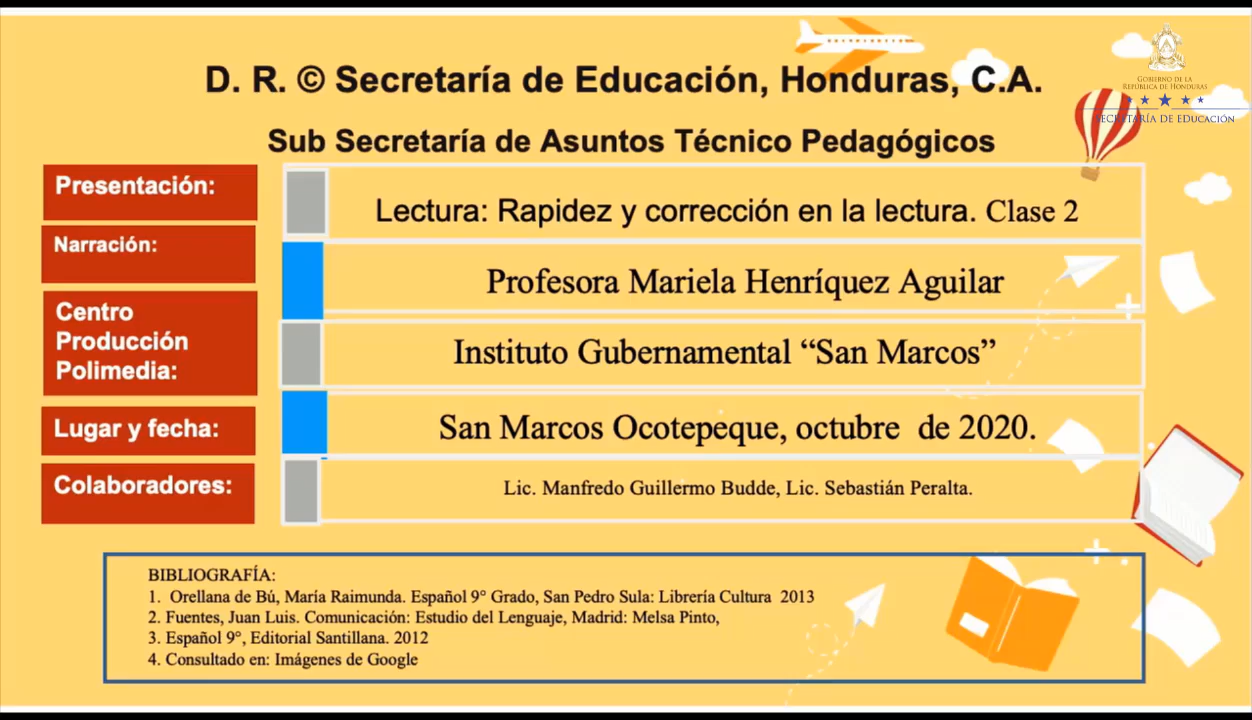 D. R. © Secretaría de Educación, Honduras, C.A.
GOBIERNO DE LA
REPÚBLICA DE HONDURAS
SECRETARÍA DE EDUCACIÓN
Sub Secretaría de Asuntos Técnico Pedagógicos
Presentación:
Lectura: Rapidez y corrección en la lectura. Clase 2
Narración:
Profesora Mariela Henríquez Aguilar
Centro
Producción
Polimedia:
Instituto Gubernamental “San Marcos”
Lugar y fecha:
San Marcos Ocotepeque, octubre de 2020.
Colaboradores:
Lic. Manfredo Guillermo Budde, Lic. Sebastián Peralta.
BIBLIOGRAFÍA:
1. Orellana de Bú, María Raimunda. Español 9° Grado, San Pedro Sula: Librería Cultura 2013
2. Fuentes, Juan Luis. Comunicación: Estudio del Lenguaje, Madrid: Melsa Pinto,
3. Español 9°, Editorial Santillana. 2012
4. Consultado en: Imágenes de Google